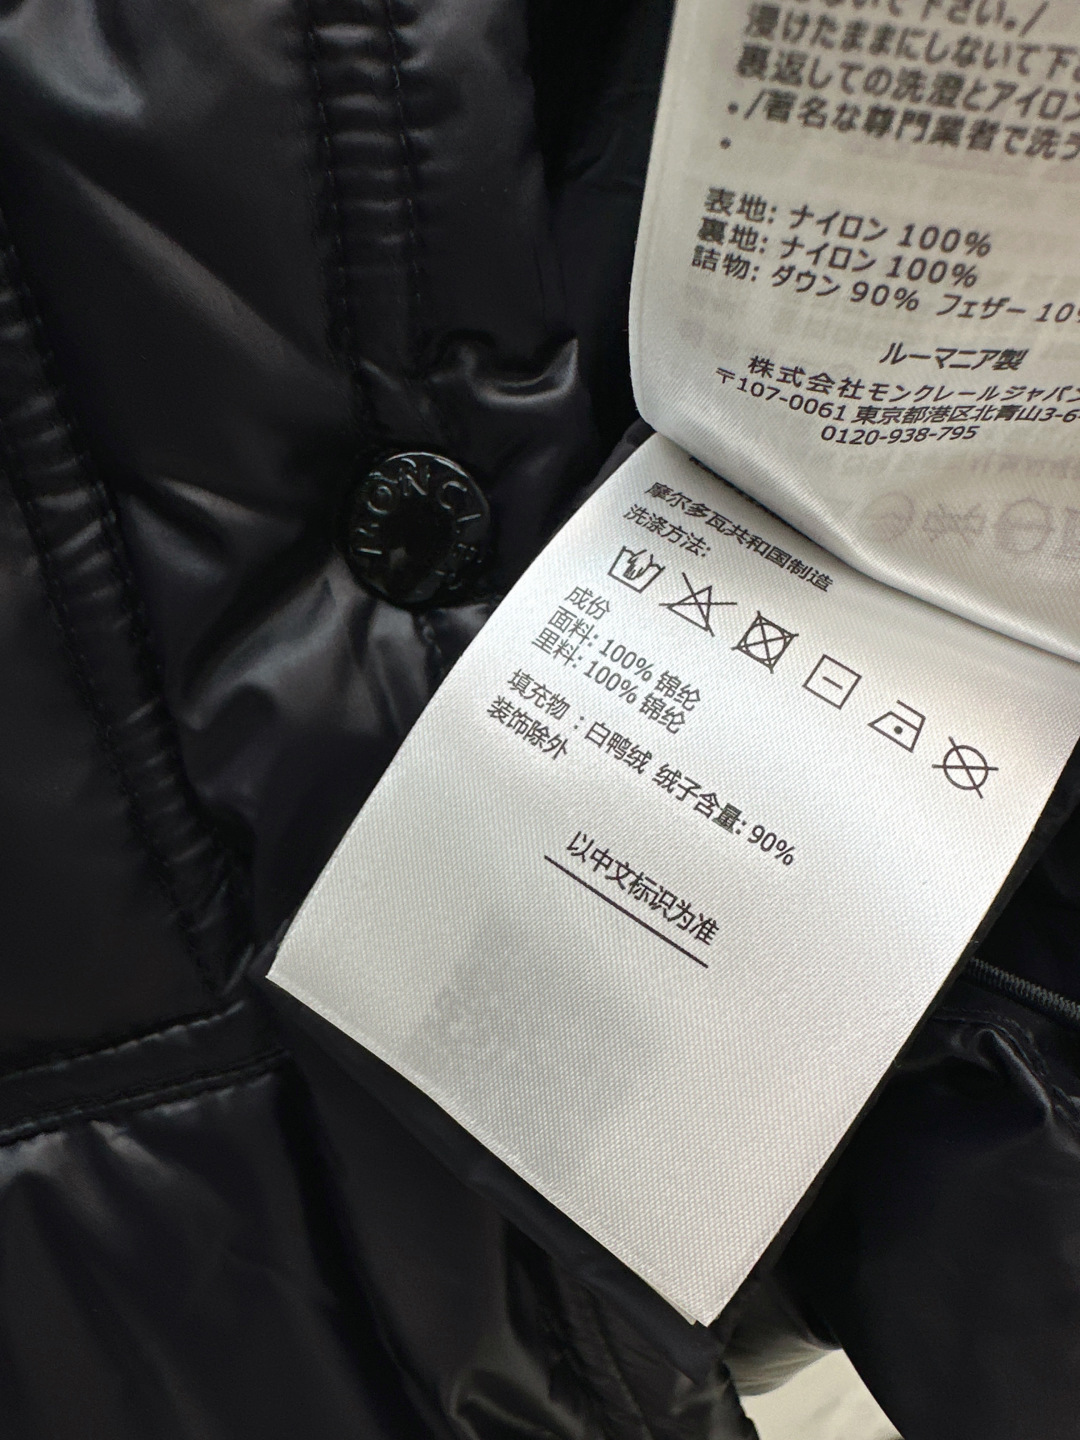 ないで下さい。/
浸けたままにしないで下
裏返しての洗濯とアイロン
./著名な専門業者で洗う
.
表地: ナイロン 100%
裏地: ナイロン 100%
詰物: ダウン 90% フェザー 10%
ルーマニア製
株式会社モンクレールジャパン
〒107-0061 東京都港区北青山3-6
0120-938-795
MONCLER
摩尔多瓦共和国制造
洗涤方法:
成份
面料: 100% 锦纶
里料: 100% 锦纶
填充物 : 白鸭绒 绒子含量: 90%
装饰除外
以中文标识为准